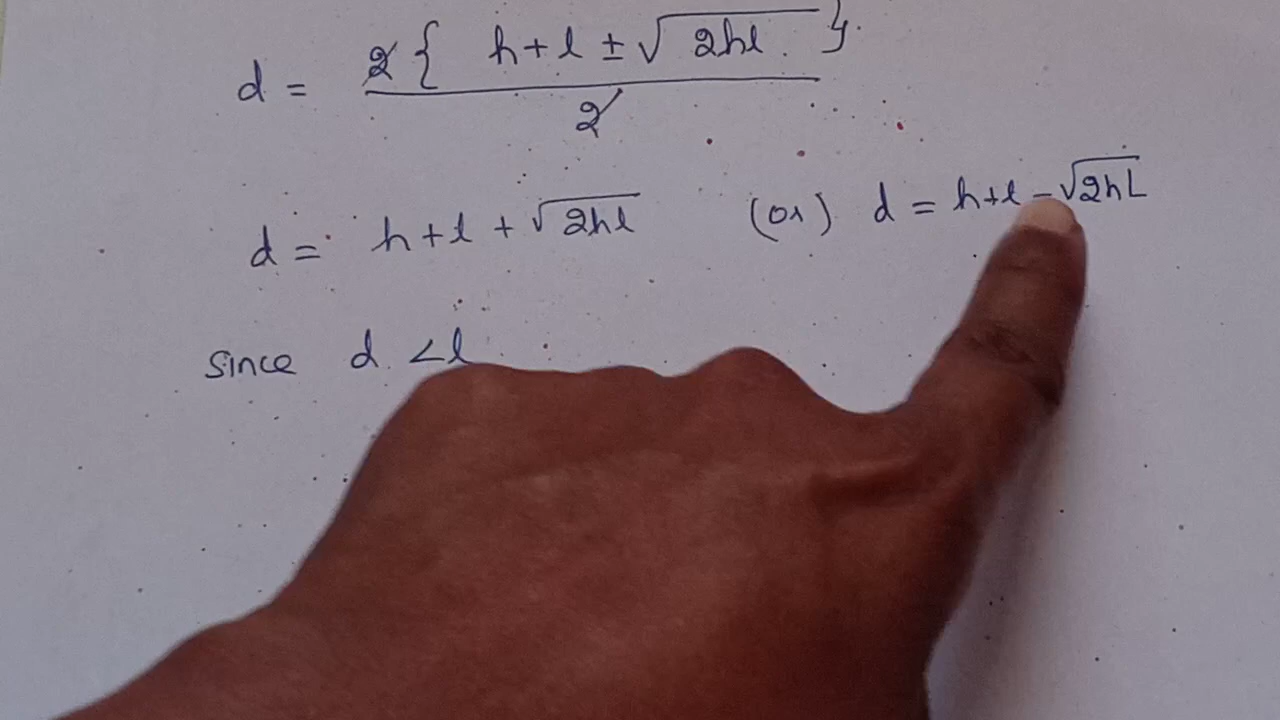 d = 2{ h+l ± √2hl . }. / 2
d = h+l + √2hl (or) d = h+l - √2hL
Since d < l